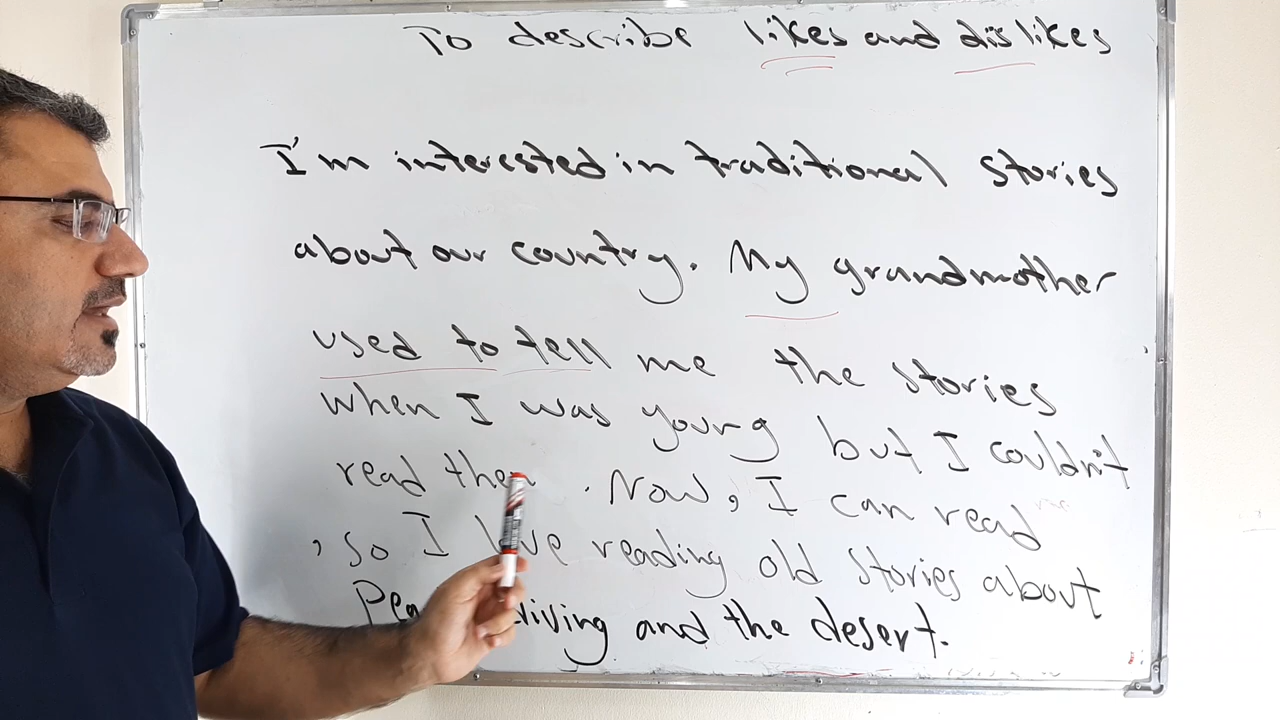 To describe likes and dislikes
I'm interested in traditional stories
about our country. My grandmother
used to tell me the stories
when I was young but I couldn't
read them. Now, I can read
, so I love reading old stories about
diving and the desert.